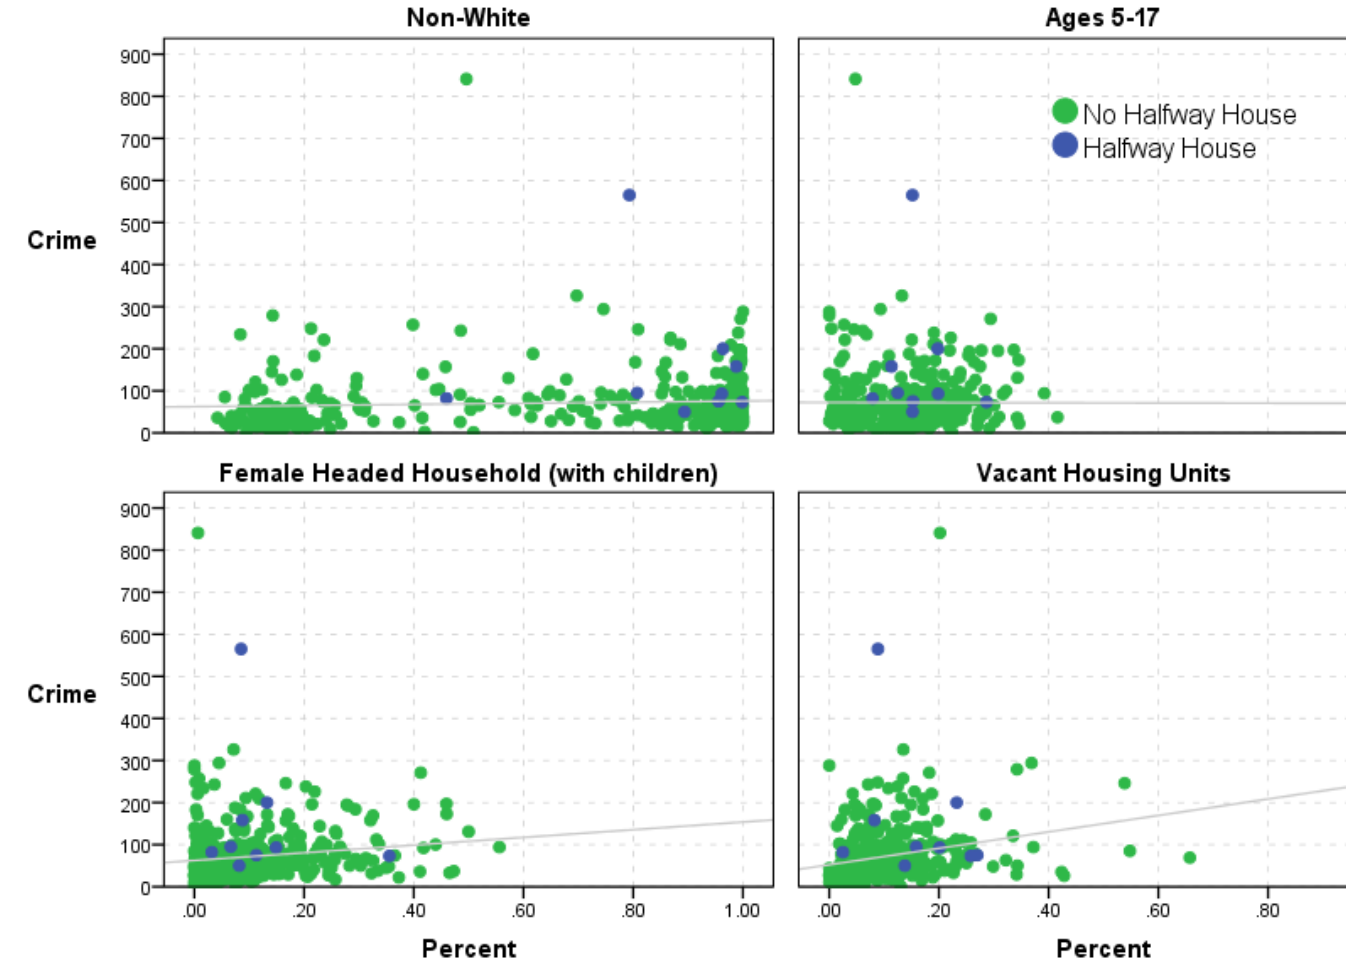 Non-White
Ages 5-17
900
800
700
600
500
400
300
200
100
0
Crime
No Halfway House
Halfway House
Female Headed Household (with children)
Vacant Housing Units
900
800
700
600
500
400
300
200
100
0
Crime
.00 .20 .40 .60 .80 1.00
.00 .20 .40 .60 .80
Percent
Percent